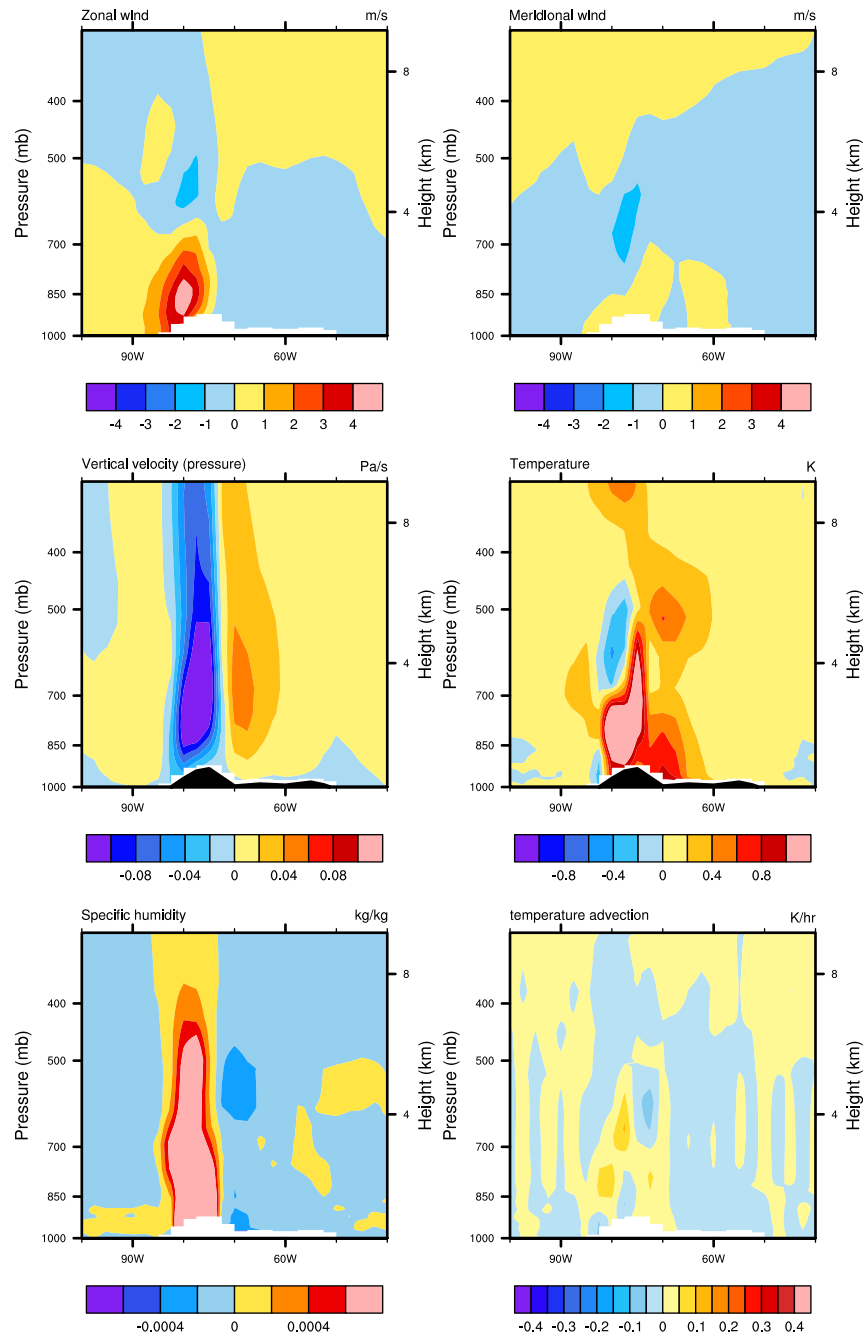 Zonal wind m/s
Pressure (mb)
400
500
700
850
1000
8
4
Height (km)
90W 60W
-4 -3 -2 -1 0 1 2 3 4
Meridional wind m/s
Pressure (mb)
400
500
700
850
1000
8
4
Height (km)
90W 60W
-4 -3 -2 -1 0 1 2 3 4
Vertical velocity (pressure) Pa/s
Pressure (mb)
400
500
700
850
1000
8
4
Height (km)
90W 60W
-0.08 -0.04 0 0.04 0.08
Temperature K
Pressure (mb)
400
500
700
850
1000
8
4
Height (km)
90W 60W
-0.8 -0.4 0 0.4 0.8
Specific humidity kg/kg
Pressure (mb)
400
500
700
850
1000
8
4
Height (km)
90W 60W
-0.0004 0 0.0004
temperature advection K/hr
Pressure (mb)
400
500
700
850
1000
8
4
Height (km)
90W 60W
-0.4 -0.3 -0.2 -0.1 0 0.1 0.2 0.3 0.4